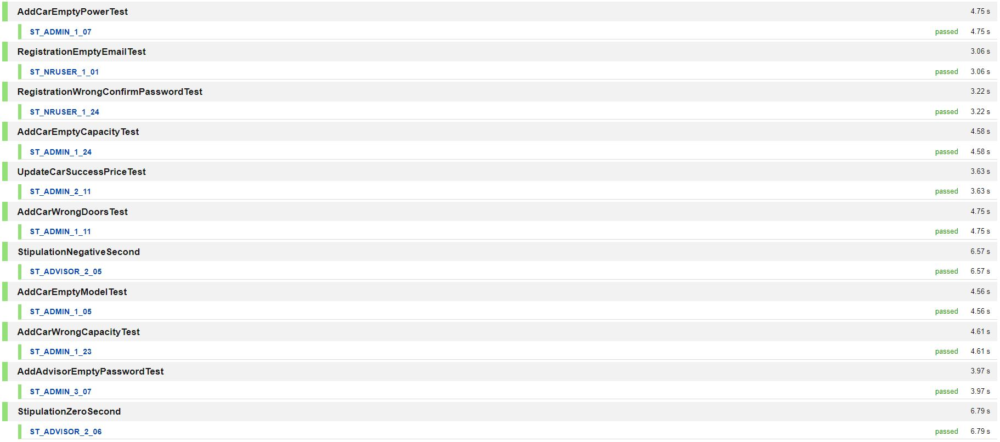 AddCarEmptyPowerTest 4.75 s
ST_ADMIN_1_07 passed 4.75 s
RegistrationEmptyEmailTest 3.06 s
ST_NRUSER_1_01 passed 3.06 s
RegistrationWrongConfirmPasswordTest 3.22 s
ST_NRUSER_1_24 passed 3.22 s
AddCarEmptyCapacityTest 4.58 s
ST_ADMIN_1_24 passed 4.58 s
UpdateCarSuccessPriceTest 3.63 s
ST_ADMIN_2_11 passed 3.63 s
AddCarWrongDoorsTest 4.75 s
ST_ADMIN_1_11 passed 4.75 s
StipulationNegativeSecond 6.57 s
ST_ADVISOR_2_05 passed 6.57 s
AddCarEmptyModelTest 4.56 s
ST_ADMIN_1_05 passed 4.56 s
AddCarWrongCapacityTest 4.61 s
ST_ADMIN_1_23 passed 4.61 s
AddAdvisorEmptyPasswordTest 3.97 s
ST_ADMIN_3_07 passed 3.97 s
StipulationZeroSecond 6.79 s
ST_ADVISOR_2_06 passed 6.79 s